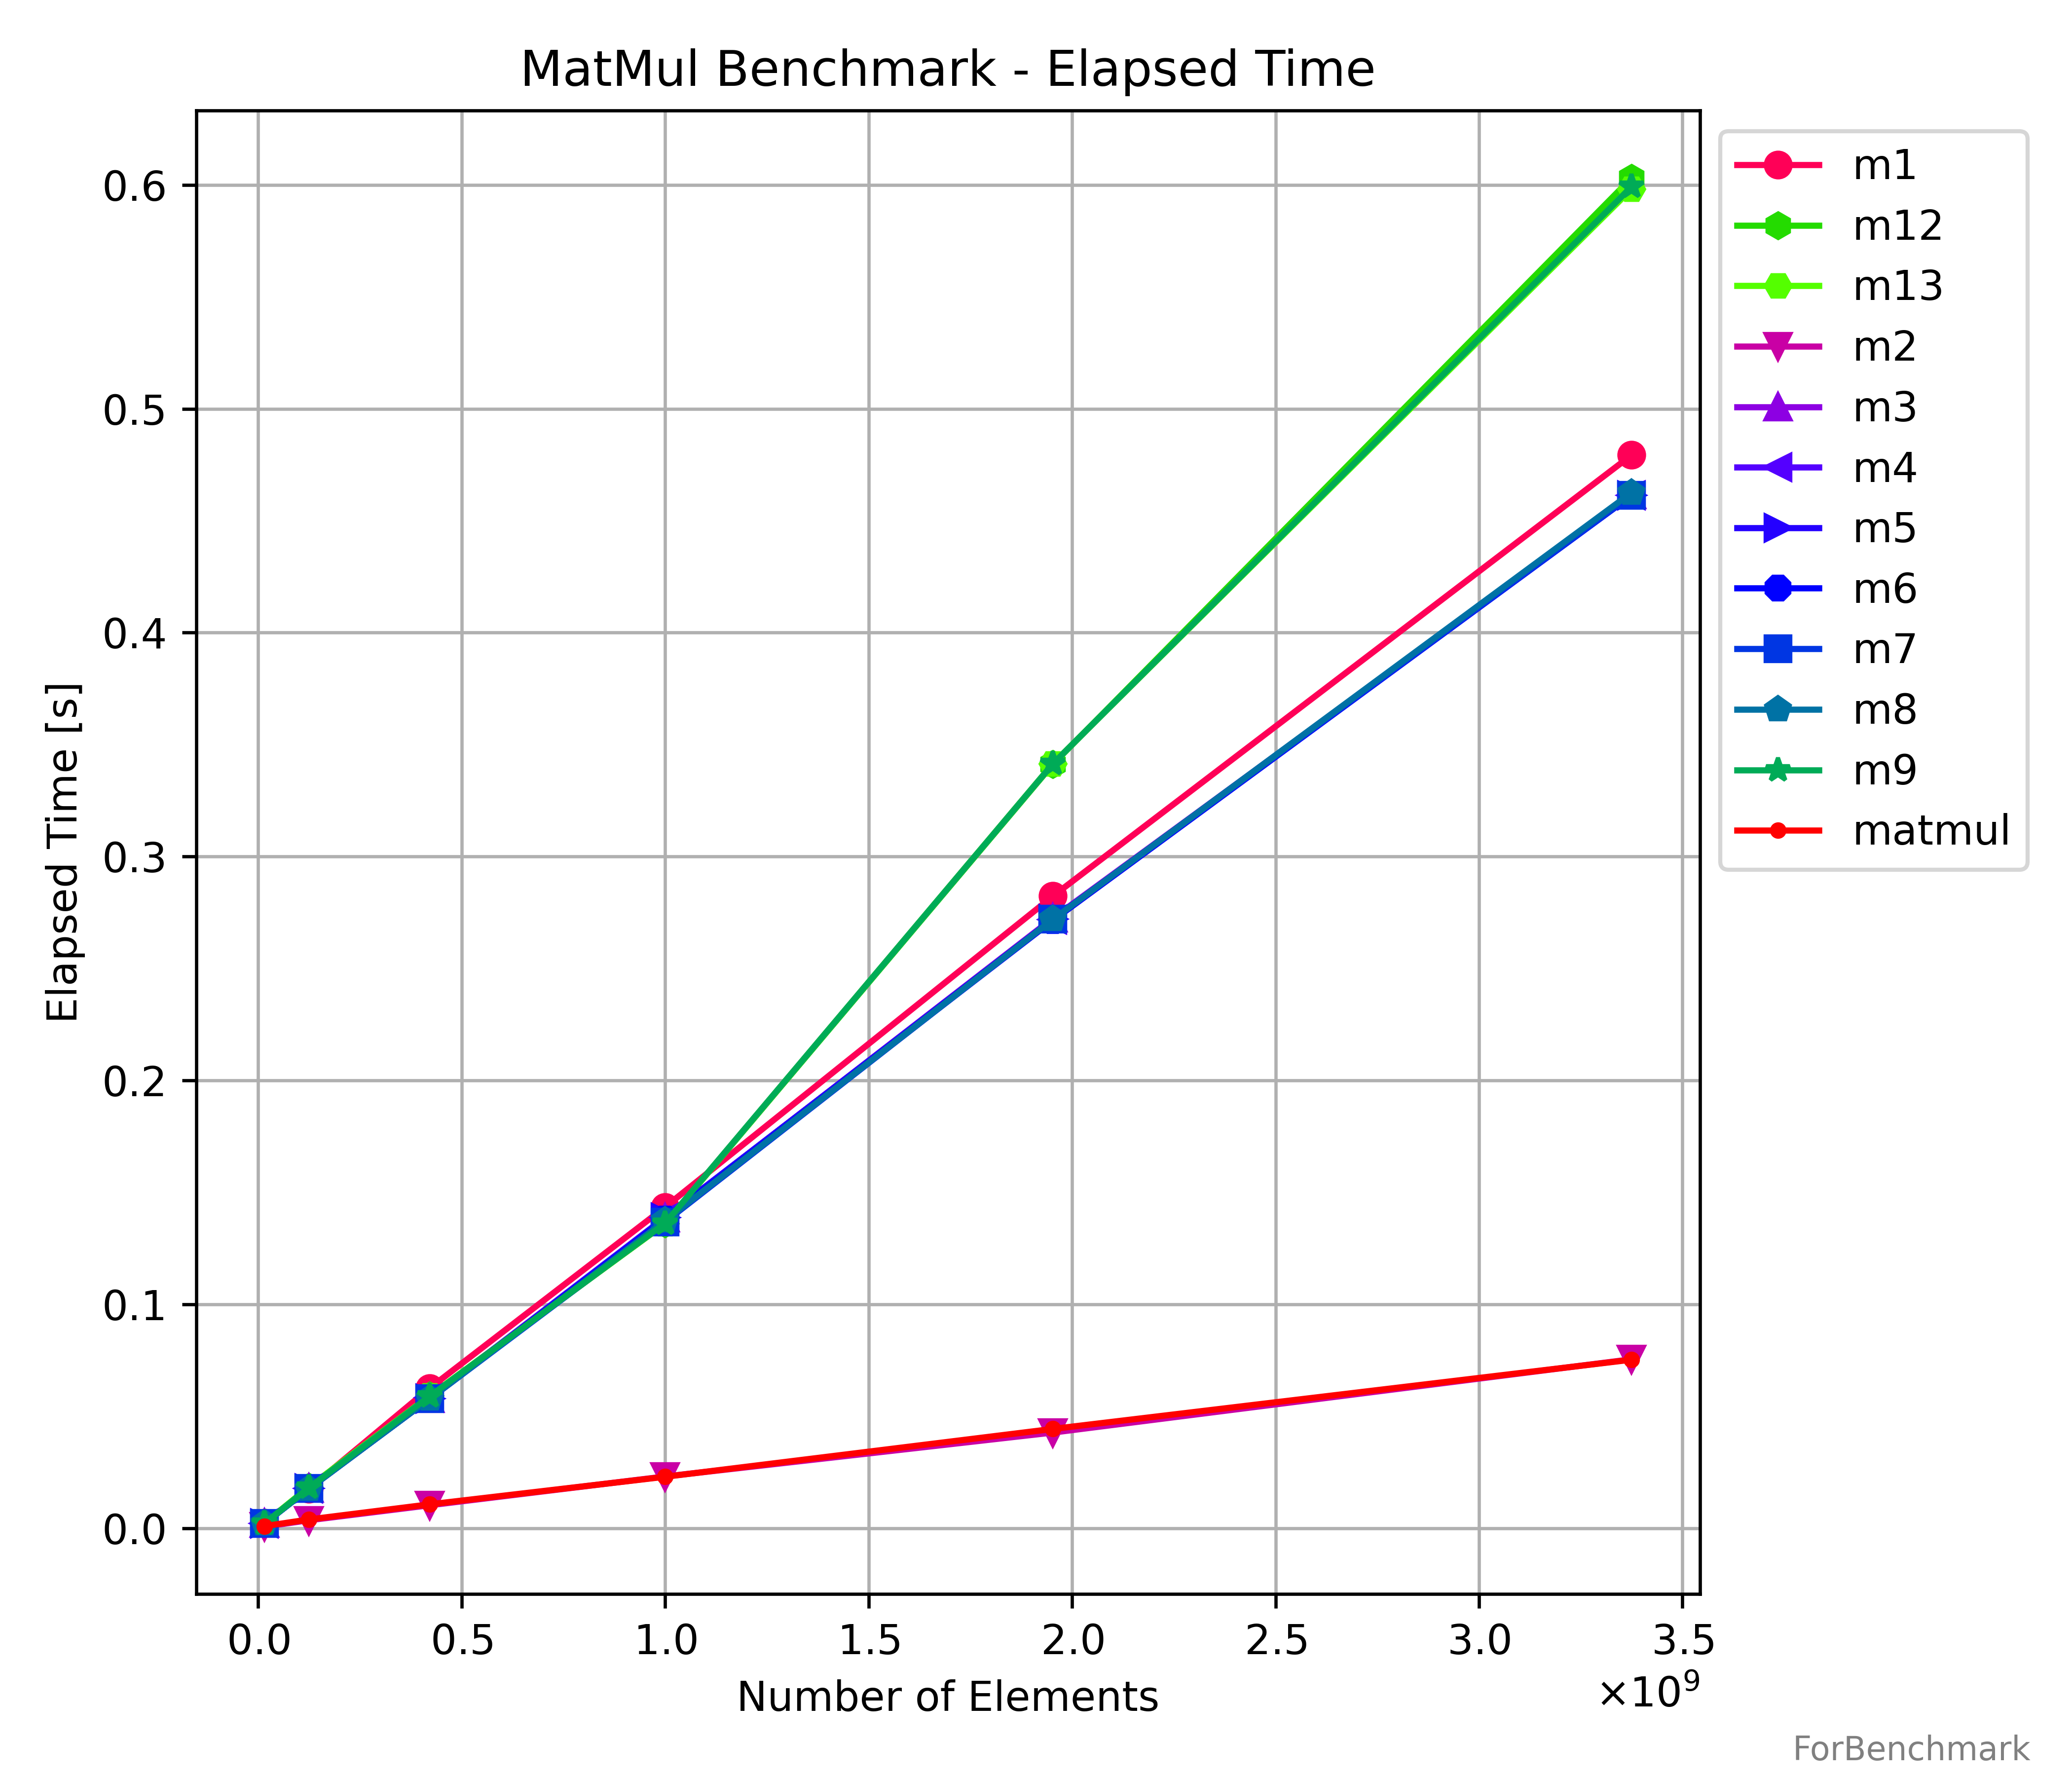 MatMul Benchmark - Elapsed Time
0.6
0.5
0.4
0.3
0.2
0.1
0.0
Elapsed Time [s]
0.0 0.5 1.0 1.5 2.0 2.5 3.0 3.5
×10⁹
Number of Elements
m1
m12
m13
m2
m3
m4
m5
m6
m7
m8
m9
matmul
ForBenchmark